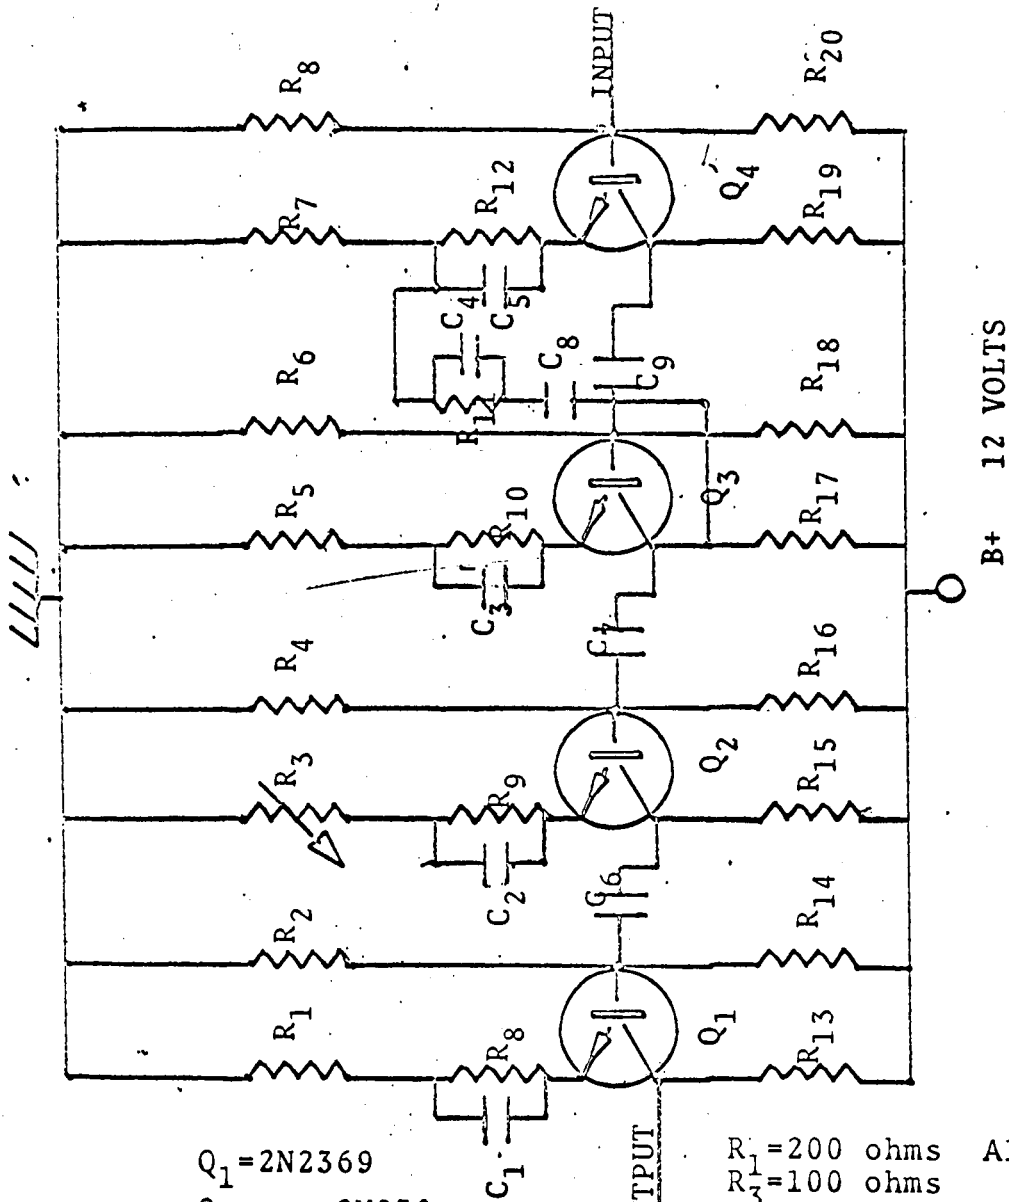 R8
R7
R6
R5
R4
R3
R2
R1
R12
C4
C5
C8
C9
R10
C3
C7
R9
C2
C6
R8
C1
INPUT
Q4
Q3
Q2
Q1
R20
R19
R18
R17
R16
R15
R14
R13
B+ 12 VOLTS
TPUT
Q1=2N2369
R1=200 ohms
R3=100 ohms